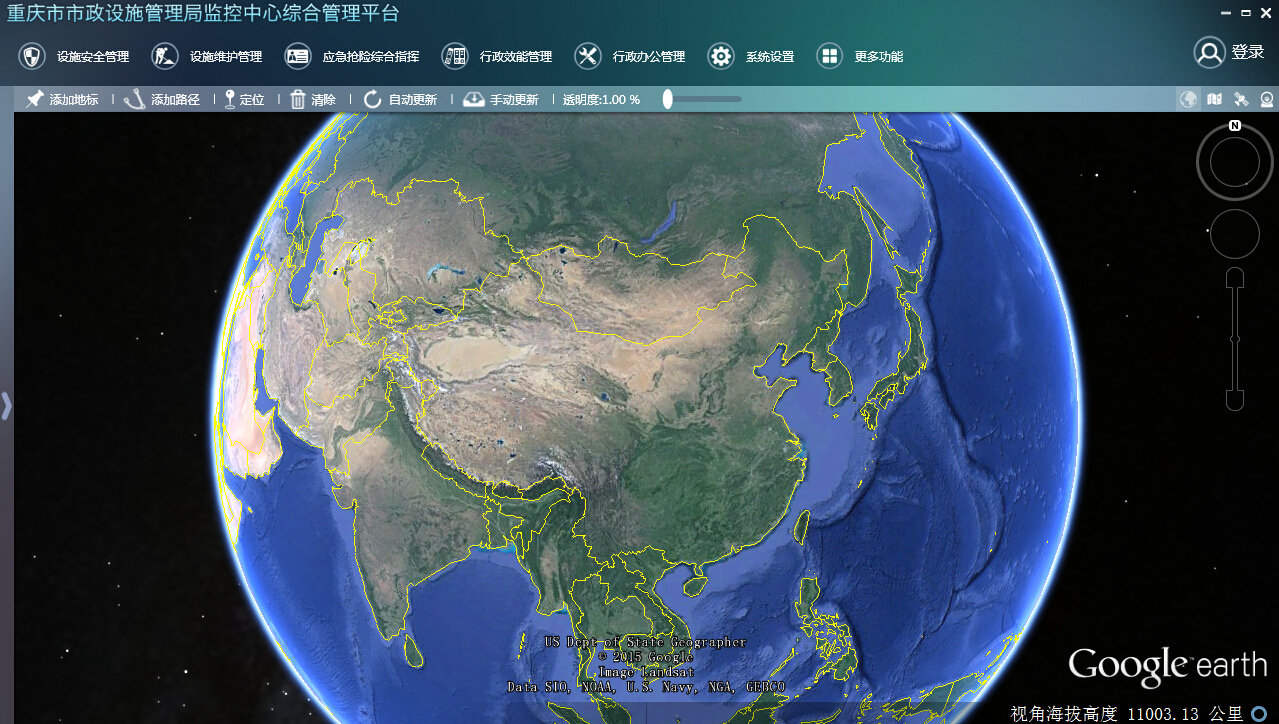 重庆市市政设施管理局监控中心综合管理平台
设施安全管理 设施维护管理 应急抢险综合指挥 行政效能管理 行政办公管理 系统设置 更多功能 登录
添加地标 添加路径 定位 清除 自动更新 手动更新 透明度:1.00 %
N
US Dept of State Geographer
© 2015 Google
Image Landsat
Data SIO, NOAA, U.S. Navy, NGA, GEBCO
Google™ earth
视角海拔高度 11003.13 公里